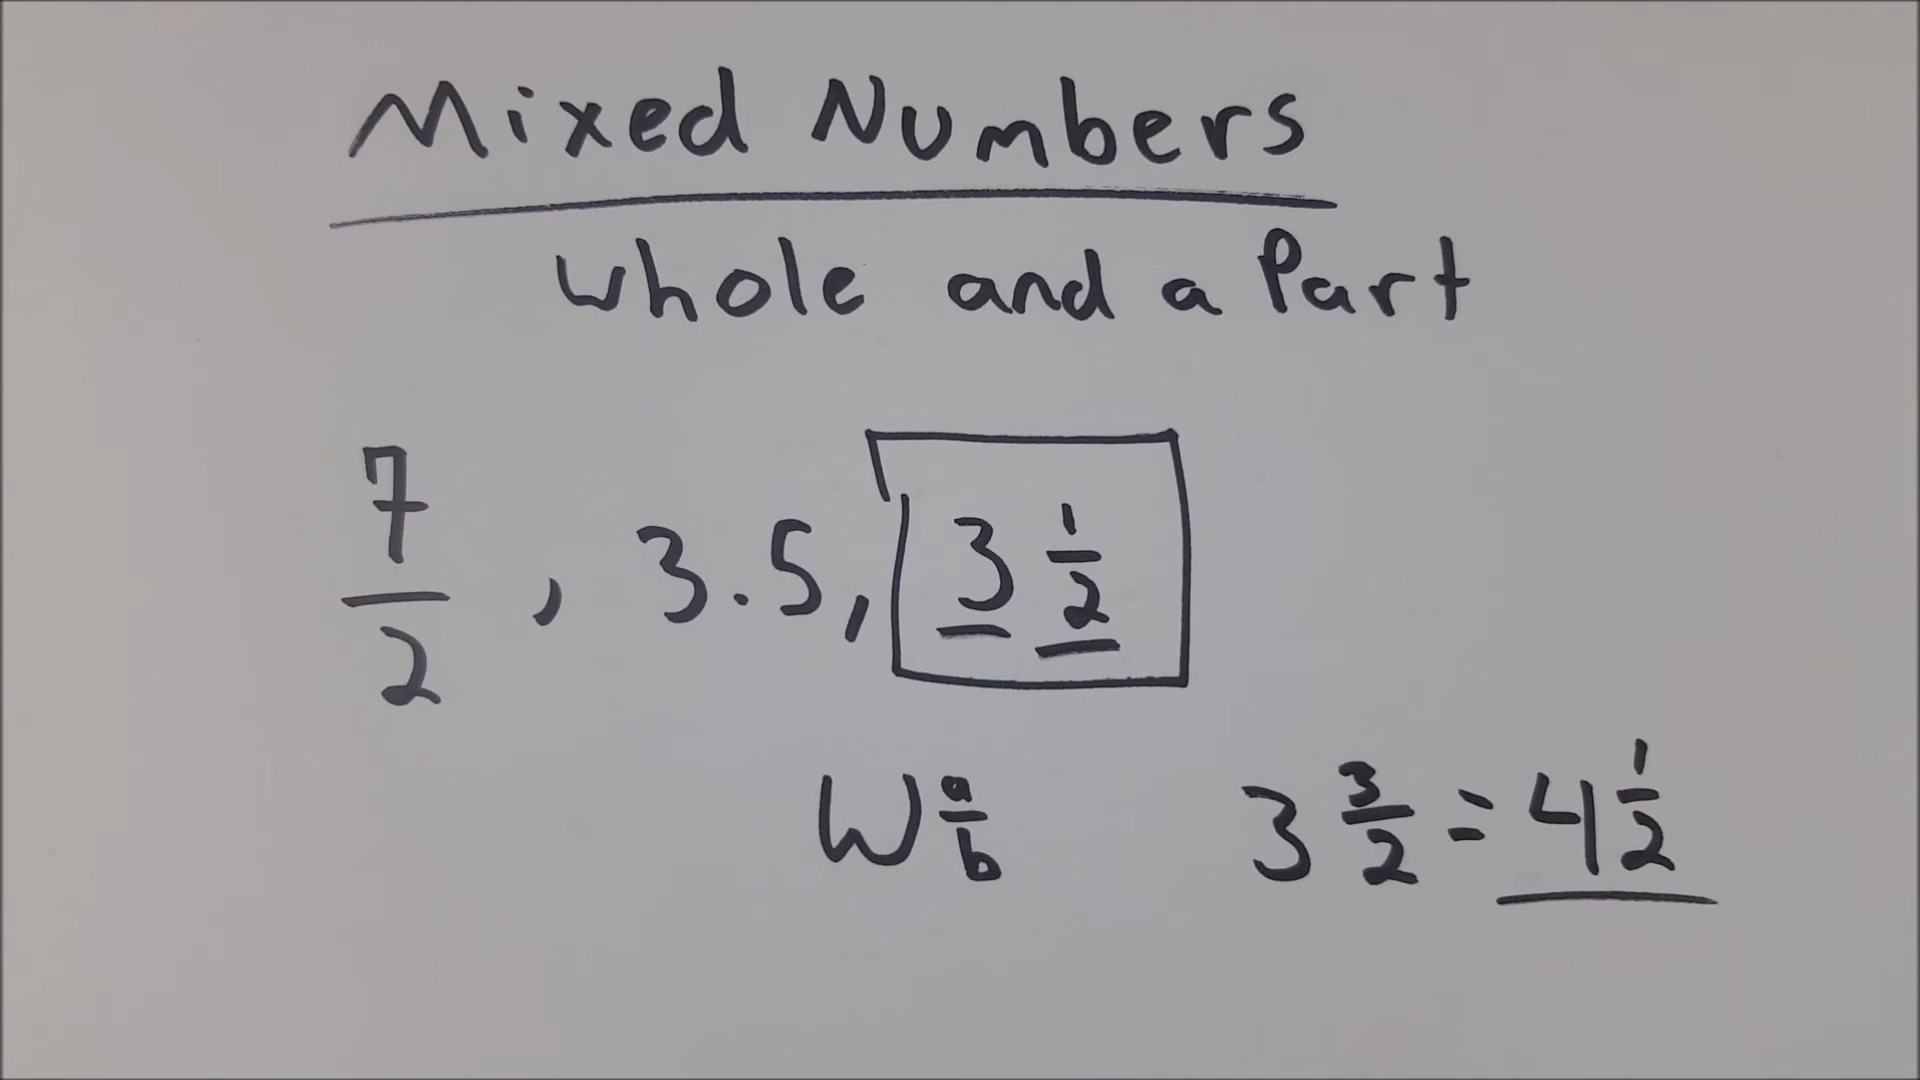 Mixed Numbers
whole and a Part
7/2, 3.5, 3 1/2
W a/b 3 3/2 = 4 1/2